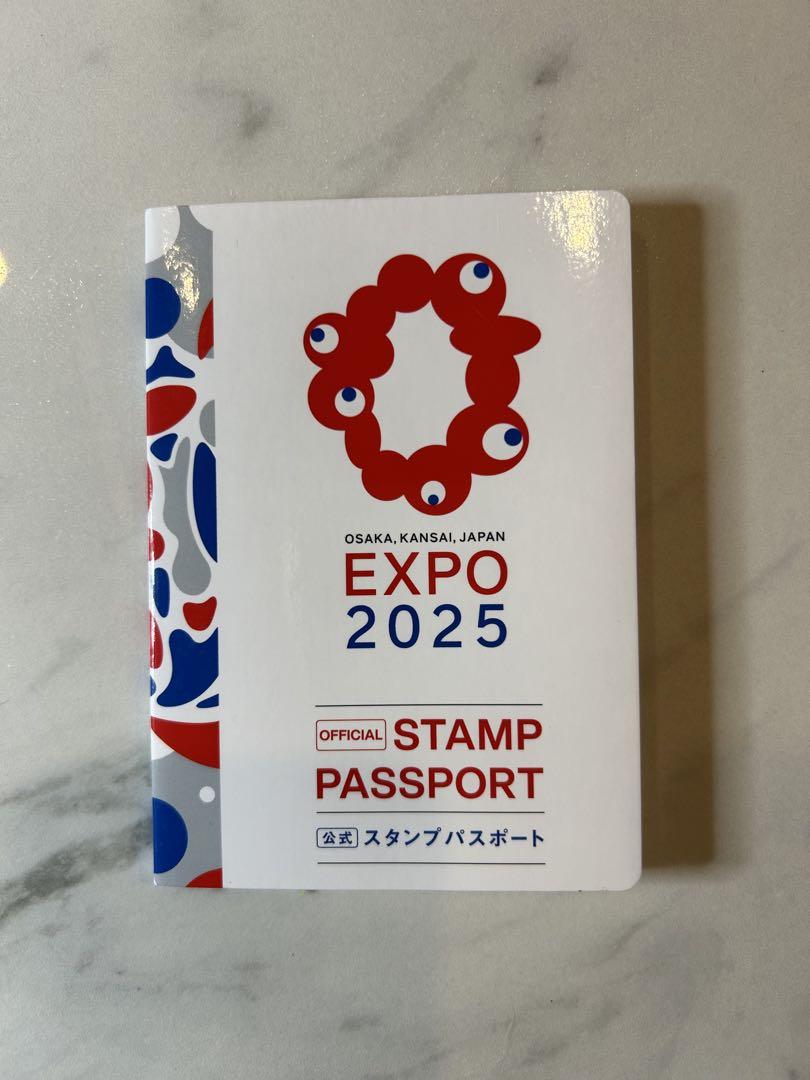 OSAKA, KANSAI, JAPAN
EXPO
2025
OFFICIAL STAMP
PASSPORT
公式 スタンプパスポート